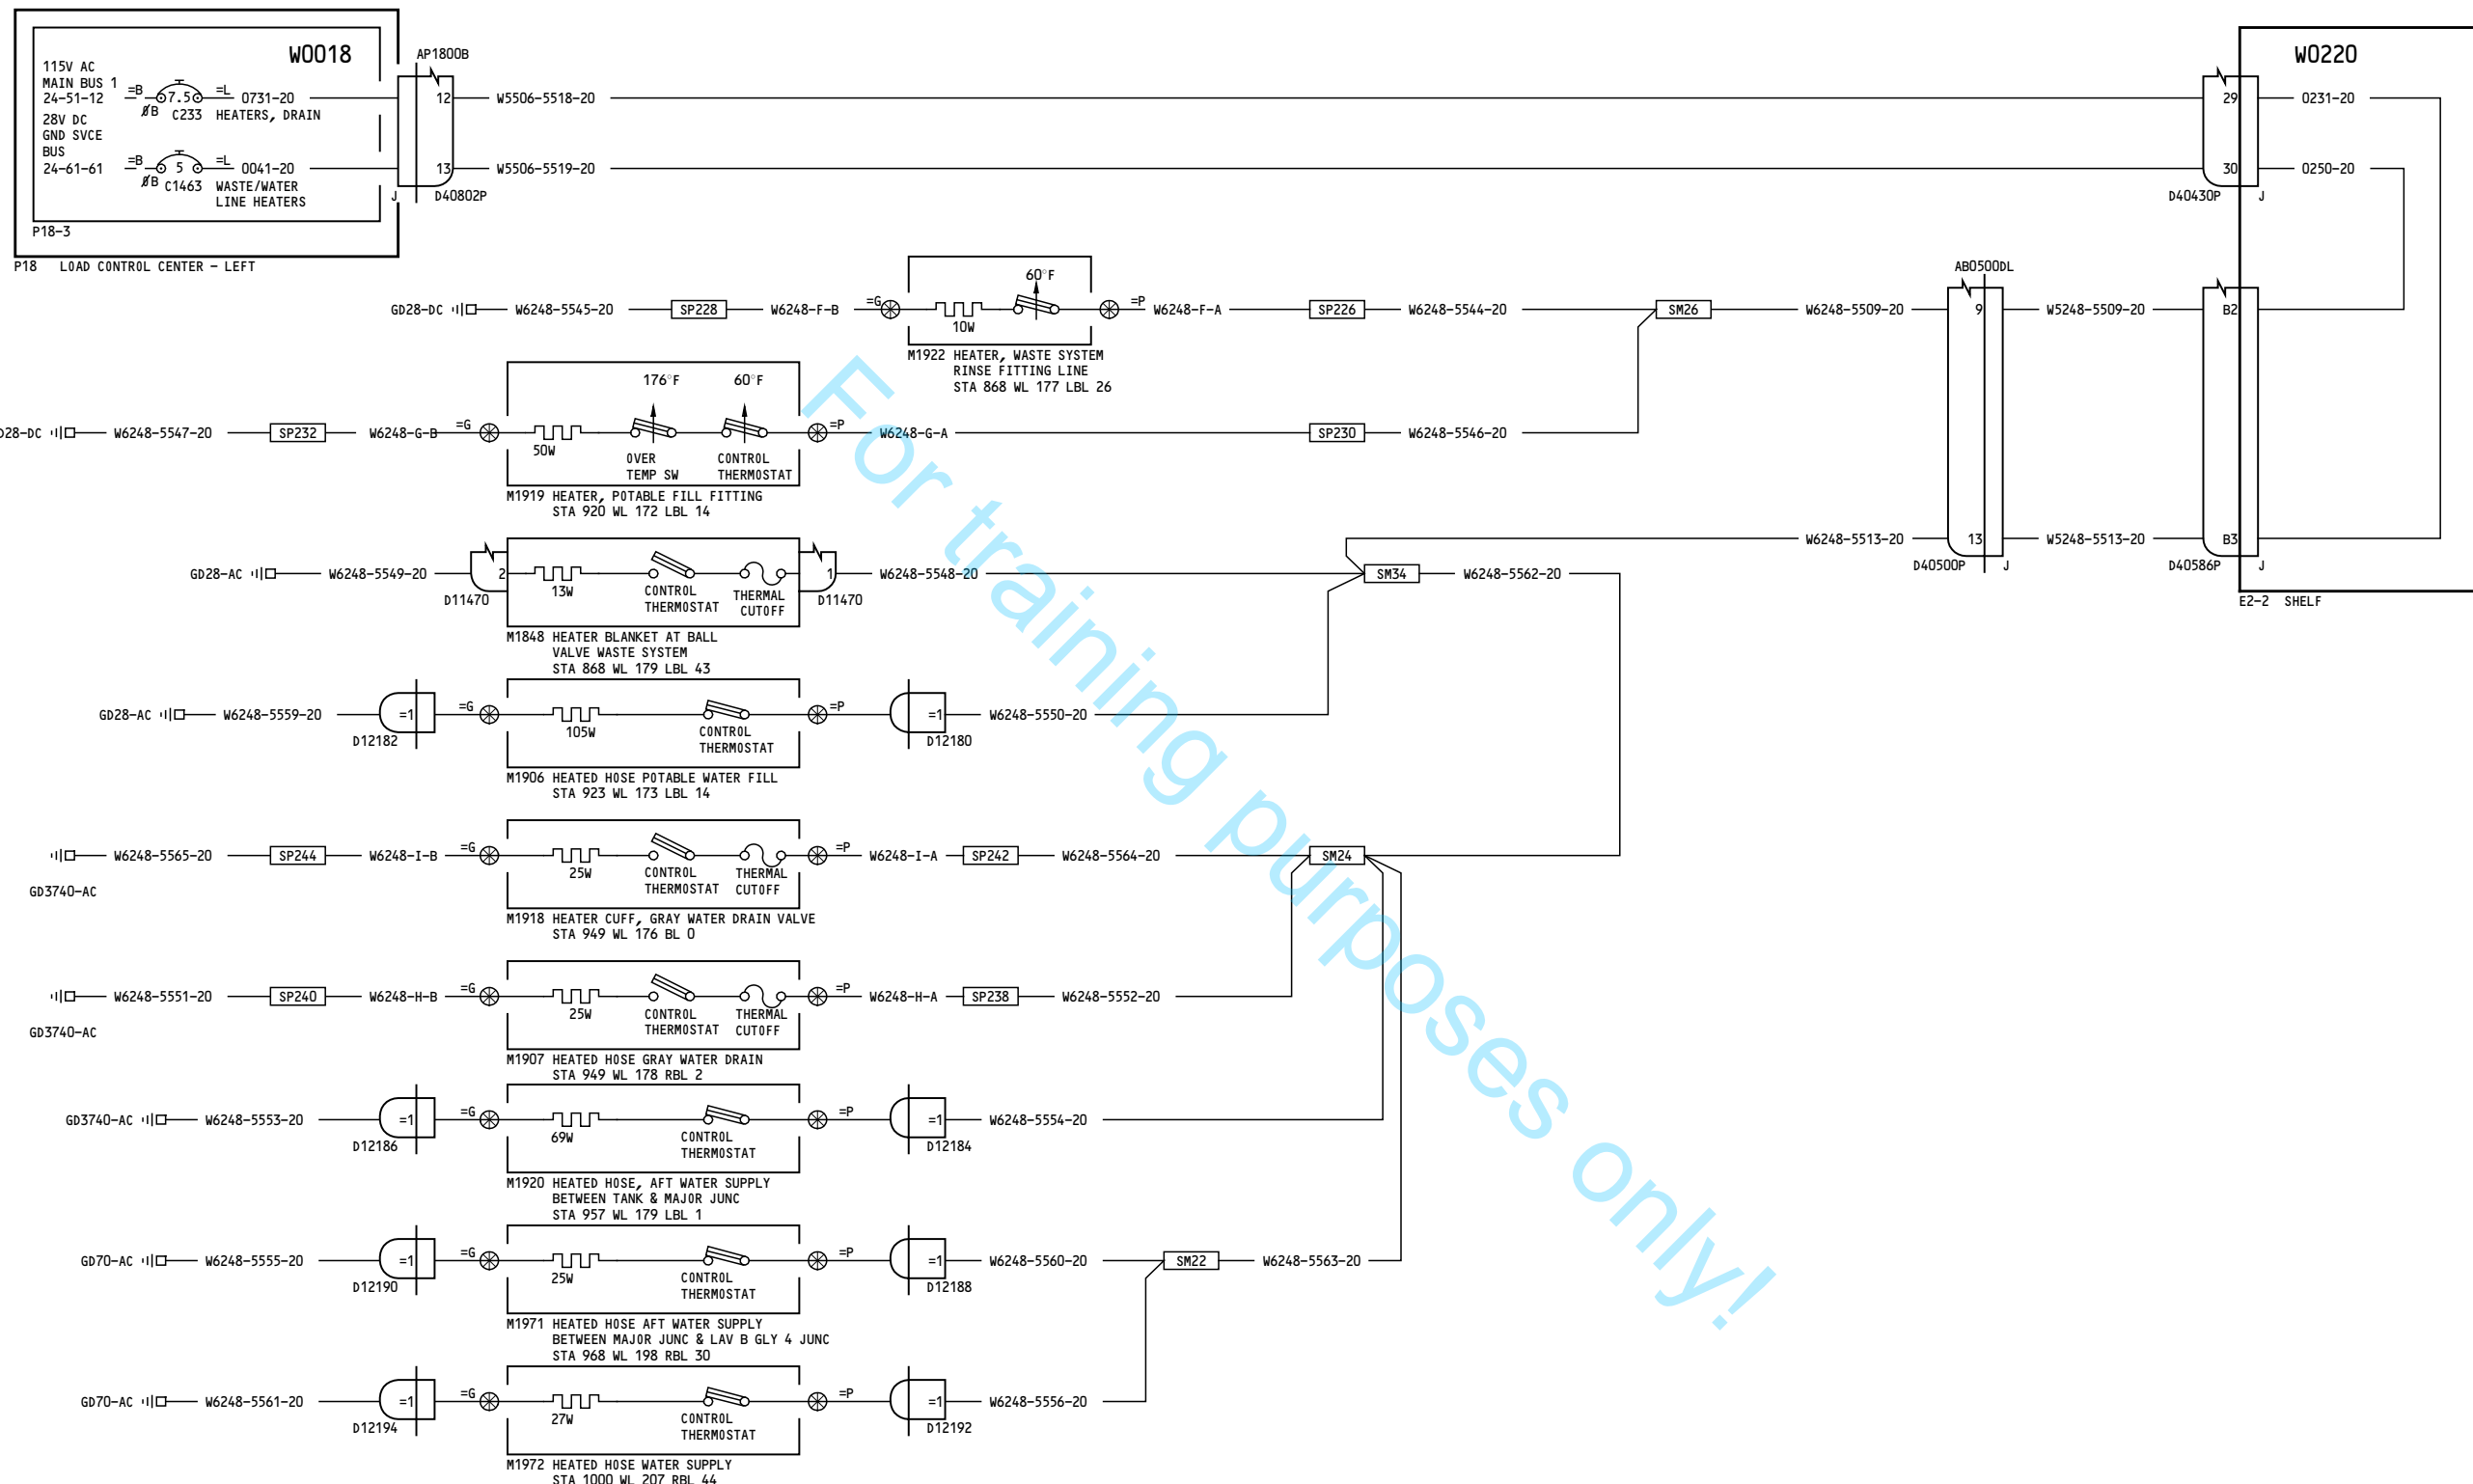 W0018
115V AC
MAIN BUS 1
24-51-12 =B 7.5 =L 0731-20
ØB C233 HEATERS, DRAIN
28V DC
GND SVCE
BUS
24-61-61 =B 5 =L 0041-20
ØB C1463 WASTE/WATER
LINE HEATERS
P18-3
P18 LOAD CONTROL CENTER - LEFT
AP1800B
12 W5506-5518-20
13 W5506-5519-20
J D40802P
W0220
29 0231-20
30 0250-20
D40430P J
AB0500DL
GD28-DC W6248-5545-20 SP228 W6248-F-B =G 10W 60°F =P W6248-F-A SP226 W6248-5544-20 SM26 W6248-5509-20 9 W5248-5509-20 B2
M1922 HEATER, WASTE SYSTEM
RINSE FITTING LINE
STA 868 WL 177 LBL 26
176°F 60°F
D28-DC W6248-5547-20 SP232 W6248-G-B =G 50W =P W6248-G-A SP230 W6248-5546-20
OVER CONTROL
TEMP SW THERMOSTAT
M1919 HEATER, POTABLE FILL FITTING
STA 920 WL 172 LBL 14
W6248-5513-20 13 W5248-5513-20 B3
D40500P J D40586P J
E2-2 SHELF
GD28-AC W6248-5549-20 2 13W 1 W6248-5548-20 SM34 W6248-5562-20
D11470 CONTROL THERMAL D11470
THERMOSTAT CUTOFF
M1848 HEATER BLANKET AT BALL
VALVE WASTE SYSTEM
STA 868 WL 179 LBL 43
GD28-AC W6248-5559-20 =1 =G 105W =P =1 W6248-5550-20
D12182 CONTROL D12180
THERMOSTAT
M1906 HEATED HOSE POTABLE WATER FILL
STA 923 WL 173 LBL 14
W6248-5565-20 SP244 W6248-I-B =G 25W =P W6248-I-A SP242 W6248-5564-20 SM24
GD3740-AC CONTROL THERMAL
THERMOSTAT CUTOFF
M1918 HEATER CUFF, GRAY WATER DRAIN VALVE
STA 949 WL 176 BL 0
W6248-5551-20 SP240 W6248-H-B =G 25W =P W6248-H-A SP238 W6248-5552-20
GD3740-AC CONTROL THERMAL
THERMOSTAT CUTOFF
M1907 HEATED HOSE GRAY WATER DRAIN
STA 949 WL 178 RBL 2
GD3740-AC W6248-5553-20 =1 =G 69W =P =1 W6248-5554-20
D12186 CONTROL D12184
THERMOSTAT
M1920 HEATED HOSE, AFT WATER SUPPLY
BETWEEN TANK & MAJOR JUNC
STA 957 WL 179 LBL 1
GD70-AC W6248-5555-20 =1 =G 25W =P =1 W6248-5560-20 SM22 W6248-5563-20
D12190 CONTROL D12188
THERMOSTAT
M1971 HEATED HOSE AFT WATER SUPPLY
BETWEEN MAJOR JUNC & LAV B GLY 4 JUNC
STA 968 WL 198 RBL 30
GD70-AC W6248-5561-20 =1 =G 27W =P =1 W6248-5556-20
D12194 CONTROL D12192
THERMOSTAT
M1972 HEATED HOSE WATER SUPPLY
STA 1000 WL 207 RBL 44
For training purposes only!